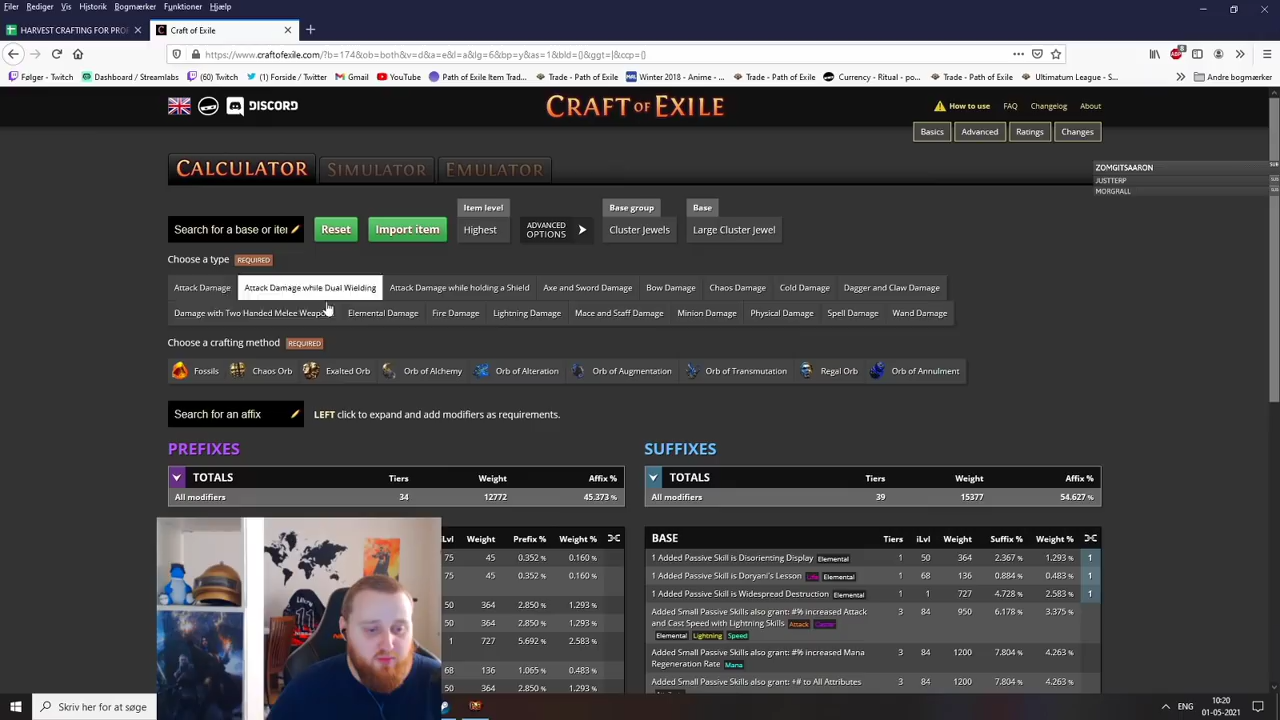 Filer Rediger Vis Historik Bogmærker Funktioner Hjælp
HARVEST CRAFTING FOR PROF
Craft of Exile
https://www.craftofexile.com/?b=174&ob=both&v=d&a=e&l=a&lg=6&bp=y&as=1&bld={}&ggt=|&ccp={}
Følger - Twitch Dashboard / Streamlabs (60) Twitch (1) Forside / Twitter Gmail YouTube Path of Exile Item Trad... Trade - Path of Exile Winter 2018 - Anime - ... Currency - Ritual - po... Trade - Path of Exile Ultimatum League - S... Andre bogmærker
DISCORD
CRAFT OF EXILE
How to use FAQ Changelog About
Basics Advanced Ratings Changes
CALCULATOR SIMULATOR EMULATOR
ZOMGITSAARON
JUSTTERP
MORGRALL
Item level Base group Base
Search for a base or iter Reset Import item Highest ADVANCED OPTIONS Cluster Jewels Large Cluster Jewel
Choose a type REQUIRED
Attack Damage Attack Damage while Dual Wielding Attack Damage while holding a Shield Axe and Sword Damage Bow Damage Chaos Damage Cold Damage Dagger and Claw Damage
Damage with Two Handed Melee Weapo Elemental Damage Fire Damage Lightning Damage Mace and Staff Damage Minion Damage Physical Damage Spell Damage Wand Damage
Choose a crafting method REQUIRED
Fossils Chaos Orb Exalted Orb Orb of Alchemy Orb of Alteration Orb of Augmentation Orb of Transmutation Regal Orb Orb of Annulment
Search for an affix LEFT click to expand and add modifiers as requirements.
PREFIXES SUFFIXES
TOTALS Tiers Weight Affix % TOTALS Tiers Weight Affix %
All modifiers 34 12772 45.373 % All modifiers 39 15377 54.627 %
iLvl Weight Prefix % Weight % BASE Tiers iLvl Weight Suffix % Weight %
75 45 0.352 % 0.160 % 1 Added Passive Skill is Disorienting Display Elemental 1 50 364 2.367 % 1.293 % 1
75 45 0.352 % 0.160 % 1 Added Passive Skill is Doryani's Lesson Life Elemental 1 68 136 0.884 % 0.483 % 1
1 Added Passive Skill is Widespread Destruction Elemental 1 1 727 4.728 % 2.583 % 1
50 364 2.850 % 1.293 %
50 364 2.850 % 1.293 %
1 727 5.692 % 2.583 %
Added Small Passive Skills also grant: #% increased Attack and Cast Speed with Lightning Skills Attack Caster 3 84 950 6.178 % 3.375 %
Elemental Lightning Speed
68 136 1.065 % 0.483 %
Added Small Passive Skills also grant: #% increased Mana Regeneration Rate Mana 3 84 1200 7.804 % 4.263 %
50 364 2.850 % 1.293 % Added Small Passive Skills also grant: +# to All Attributes 3 84 1200 7.804 % 4.263 %
Skriv her for at søge
ENG 10:20
01-05-2021